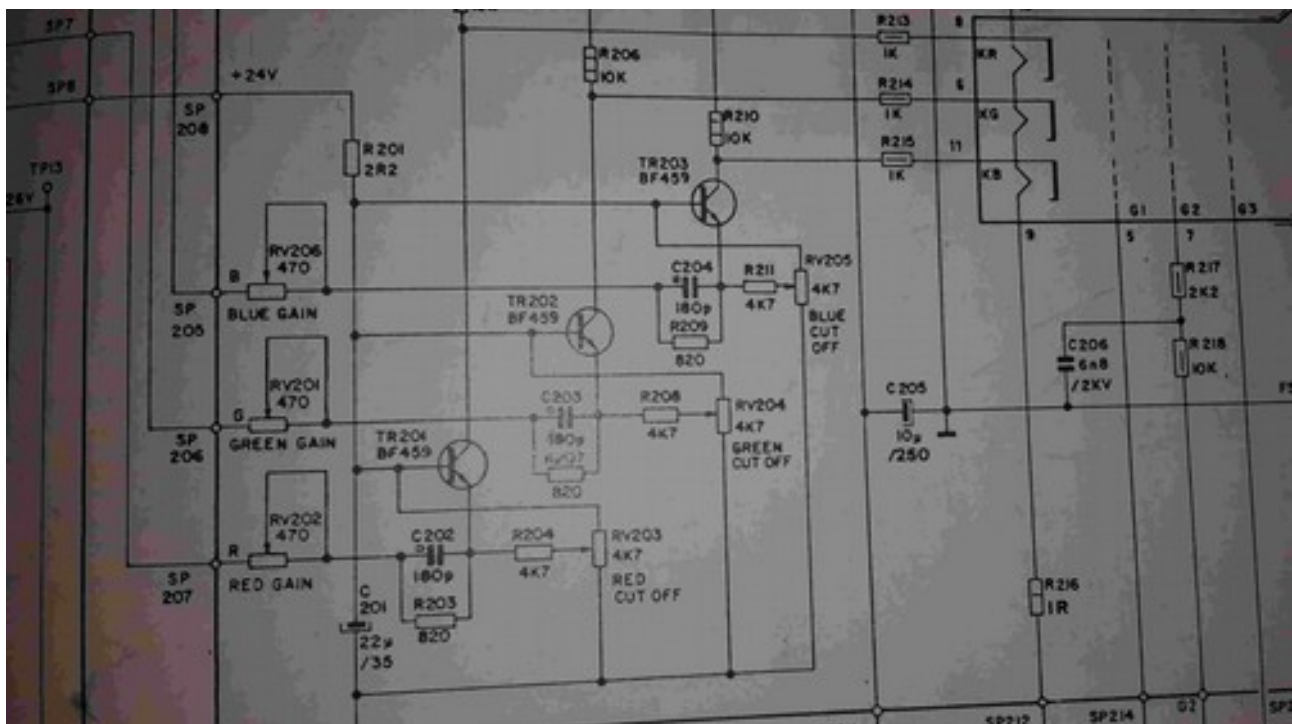 SP7
R213
8
1K
KR
R206
10K
+24V
SP8
SP
208
R214
6
1K
KG
R210
10K
R201
2R2
TP13
TR203
BF459
R215
11
1K
KB
26V
G1
G2
G3
9
5
7
RV206
470
B
BLUE GAIN
SP
205
C204
180p
R211
4K7
RV205
4K7
BLUE
CUT
OFF
R217
2K2
TR202
BF459
R209
820
C206
6n8
/2KV
R218
10K
RV201
470
G
GREEN GAIN
SP
206
C203
180p
R208
4K7
RV204
4K7
GREEN
CUT OFF
C205
10µ
/250
TR201
BF459
R207
820
RV202
470
R
RED GAIN
SP
207
C202
180p
R204
4K7
RV203
4K7
RED
CUT OFF
R203
820
C
201
22µ
/35
R216
1R
SP212
SP214
G2